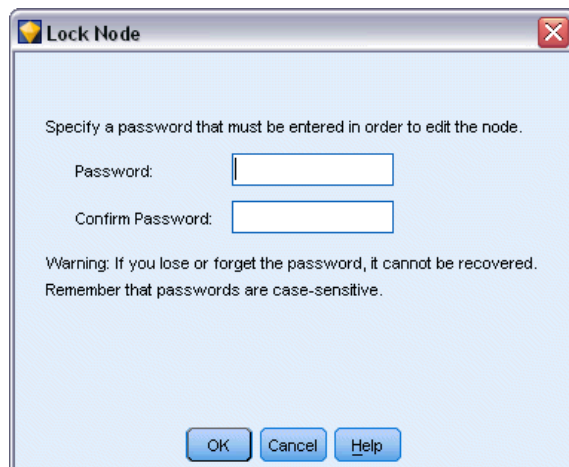 Lock Node
Specify a password that must be entered in order to edit the node.
Password:
Confirm Password:
Warning: If you lose or forget the password, it cannot be recovered.
Remember that passwords are case-sensitive.
OK Cancel Help